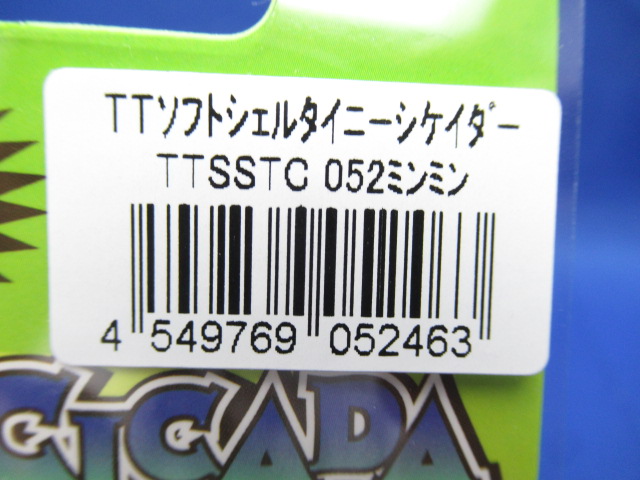 TTソフトシェルタイニーシケイダー
TTSSTC 052ミンミン
4 549769 052463
CICADA